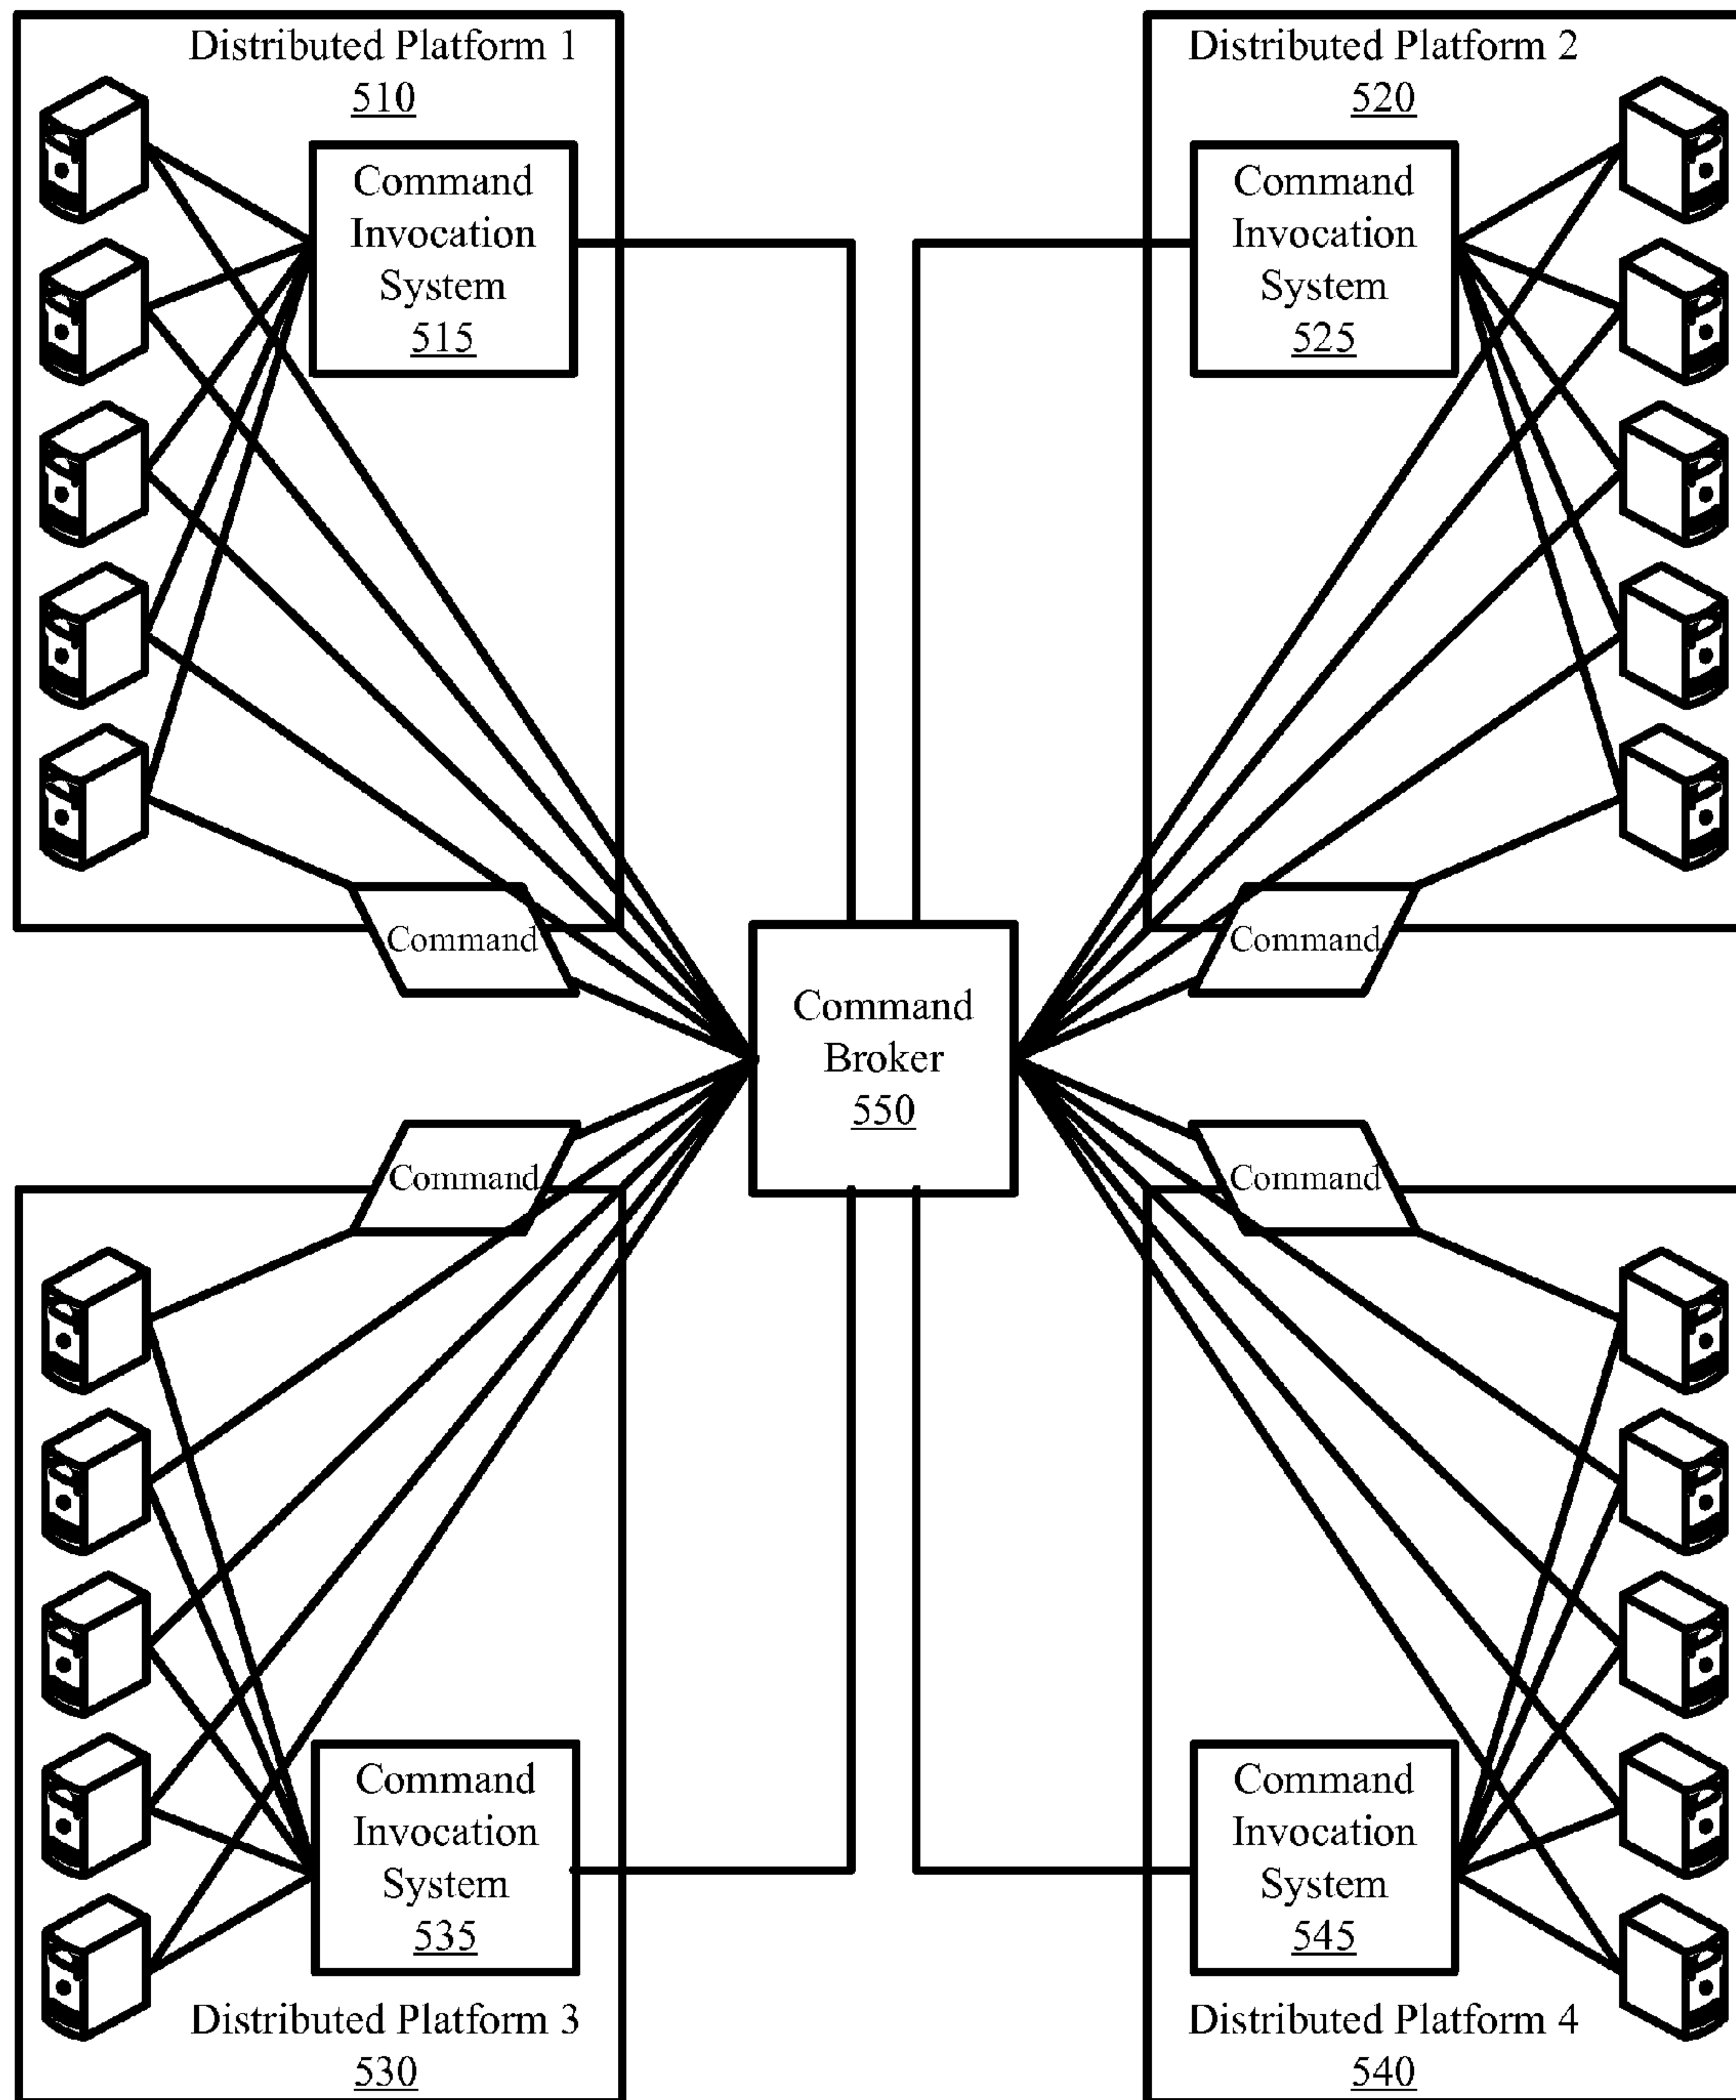 Distributed Platform 1
510
Command
Invocation
System
515
Distributed Platform 2
520
Command
Invocation
System
525
Command
Command
Command
Broker
550
Command
Command
Command
Invocation
System
535
Distributed Platform 3
530
Command
Invocation
System
545
Distributed Platform 4
540